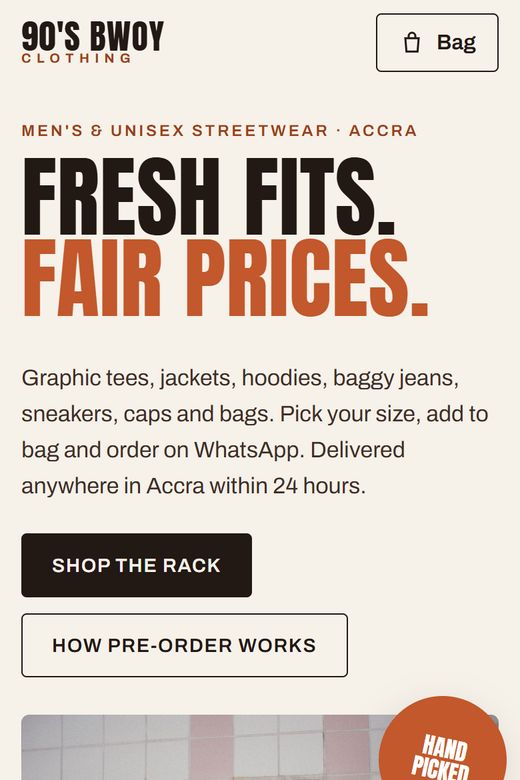 90'S BWOY
CLOTHING
Bag
MEN'S & UNISEX STREETWEAR · ACCRA
FRESH FITS.
FAIR PRICES.
Graphic tees, jackets, hoodies, baggy jeans,
sneakers, caps and bags. Pick your size, add to
bag and order on WhatsApp. Delivered
anywhere in Accra within 24 hours.
SHOP THE RACK
HOW PRE-ORDER WORKS
HAND
PICKED